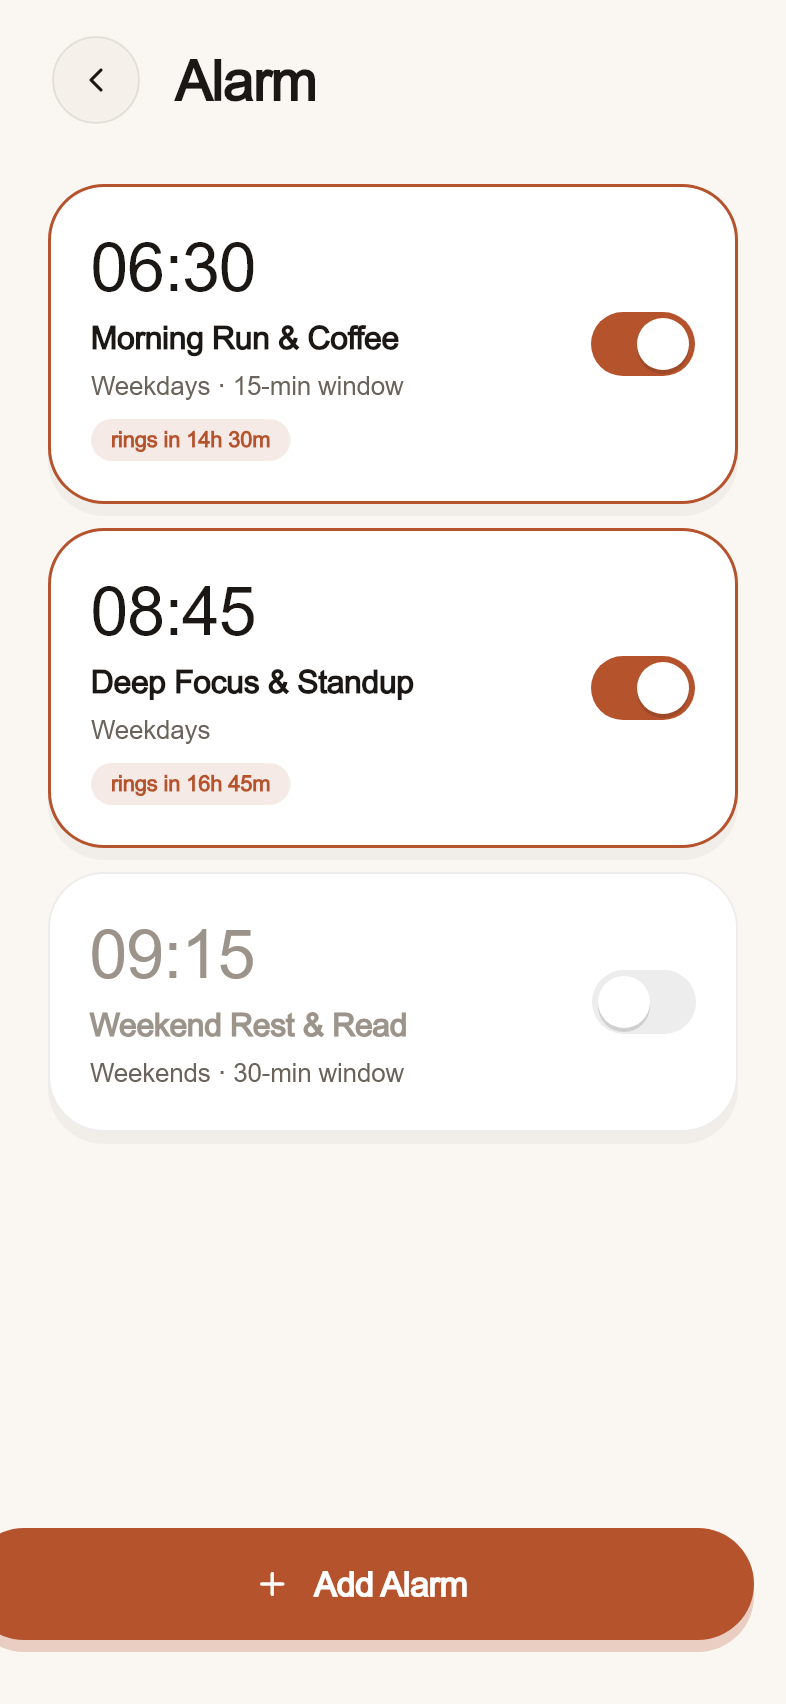 Alarm
06:30
Morning Run & Coffee
Weekdays · 15-min window
rings in 14h 30m
08:45
Deep Focus & Standup
Weekdays
rings in 16h 45m
09:15
Weekend Rest & Read
Weekends · 30-min window
Add Alarm